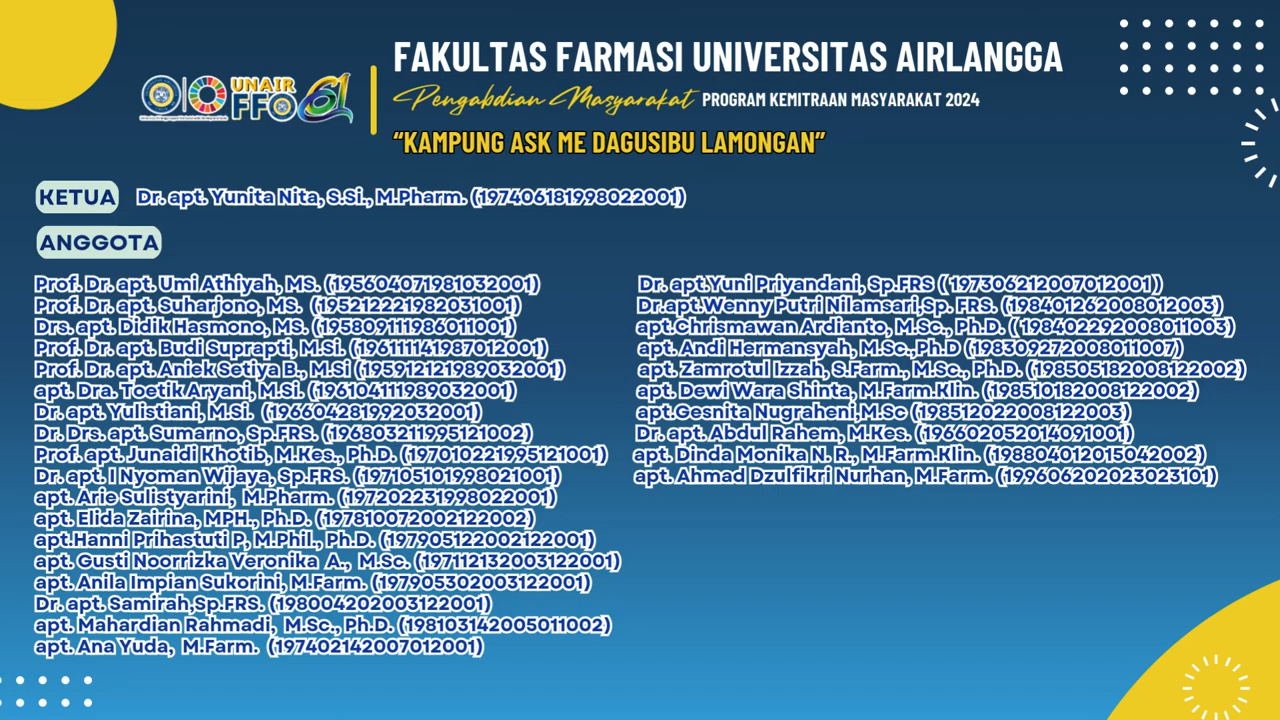 UNAIR
FFO
61
FAKULTAS FARMASI UNIVERSITAS AIRLANGGA
Pengabdian Masyarakat PROGRAM KEMITRAAN MASYARAKAT 2024
“KAMPUNG ASK ME DAGUSIBU LAMONGAN”
KETUA Dr. apt. Yunita Nita, S.Si., M.Pharm. (197406181998022001)
ANGGOTA
Prof. Dr. apt. Umi Athiyah, MS. (195604071981032001)
Prof. Dr. apt. Suharjono, MS. (195212221982031001)
Drs. apt. Didik Hasmono, MS. (195809111986011001)
Prof. Dr. apt. Budi Suprapti, M.Si. (196111141987012001)
Prof. Dr. apt. Aniek Setiya B., M.Si (195912121989032001)
apt. Dra. Toetik Aryani, M.Si. (196104111989032001)
Dr. apt. Yulistiani, M.Si. (196604281992032001)
Dr. Drs. apt. Sumarno, Sp.FRS. (196803211995121002)
Prof. apt. Junaidi Khotib, M.Kes., Ph.D. (197010221995121001)
Dr. apt. I Nyoman Wijaya, Sp.FRS. (197105101998021001)
apt. Arie Sulistyarini, M.Pharm. (197202231998022001)
apt. Elida Zairina, MPH., Ph.D. (197810072002122002)
apt.Hanni Prihastuti P, M.Phil., Ph.D. (197905122002122001)
apt. Gusti Noorrizka Veronika A., M.Sc. (197112132003122001)
apt. Anila Impian Sukorini, M.Farm. (197905302003122001)
Dr. apt. Samirah,Sp.FRS. (198004202003122001)
apt. Mahardian Rahmadi, M.Sc., Ph.D. (198103142005011002)
apt. Ana Yuda, M.Farm. (197402142007012001)
Dr. apt.Yuni Priyandani, Sp.FRS ( 197306212007012001 )
Dr.apt.Wenny Putri Nilamsari,Sp. FRS. (198401262008012003)
apt.Chrismawan Ardianto, M.Sc., Ph.D. ( 198402292008011003)
apt. Andi Hermansyah, M.Sc.,Ph.D (198309272008011007)
apt. Zamrotul Izzah, S.Farm., M.Sc., Ph.D. (198505182008122002)
apt. Dewi Wara Shinta, M.Farm.Klin. (198510182008122002)
apt.Gesnita Nugraheni,M.Sc (198512022008122003)
Dr. apt. Abdul Rahem, M.Kes. (196602052014091001)
apt. Dinda Monika N. R., M.Farm.Klin. (198804012015042002)
apt. Ahmad Dzulfikri Nurhan, M.Farm. (199606202023023101)